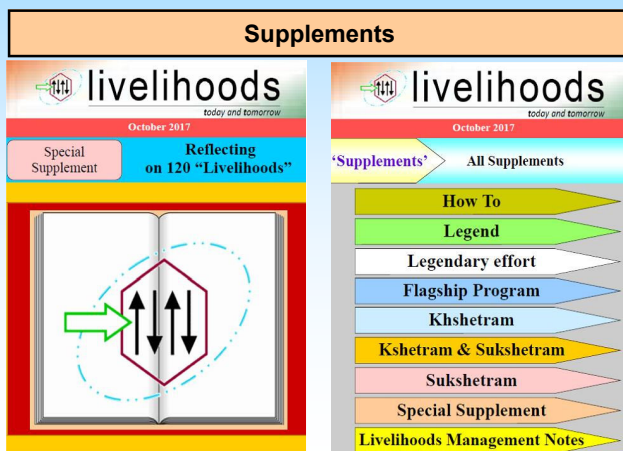 Supplements
livelihoods
today and tomorrow
October 2017
Special
Supplement
Reflecting
on 120 “Livelihoods”
livelihoods
today and tomorrow
October 2017
‘Supplements’
All Supplements
How To
Legend
Legendary effort
Flagship Program
Khshetram
Kshetram & Sukshetram
Sukshetram
Special Supplement
Livelihoods Management Notes